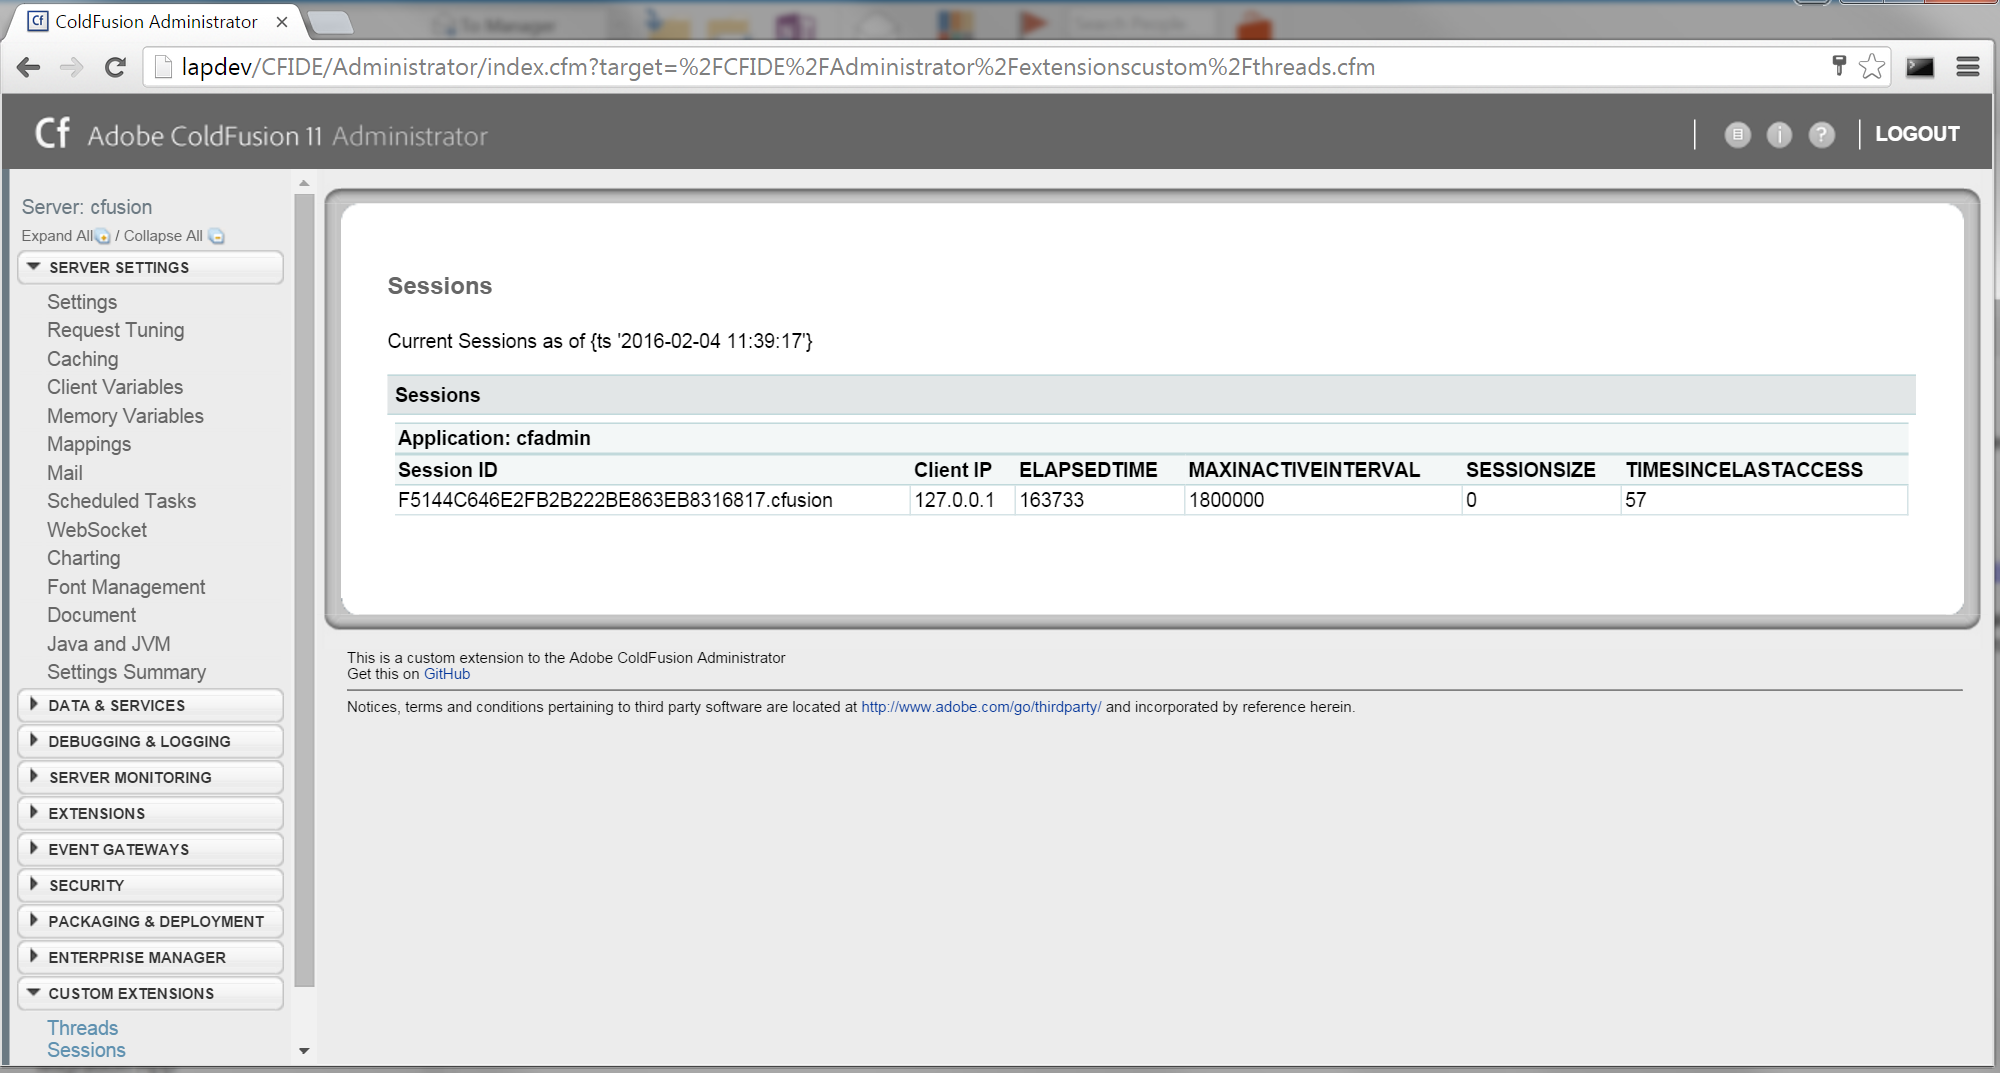 ColdFusion Administrator
To Manager
Search People
lapdev/CFIDE/Administrator/index.cfm?target=%2FCFIDE%2FAdministrator%2Fextensionscustom%2Fthreads.cfm
Cf Adobe ColdFusion 11 Administrator
LOGOUT
Server: cfusion
Expand All / Collapse All
SERVER SETTINGS
Settings
Request Tuning
Caching
Client Variables
Memory Variables
Mappings
Mail
Scheduled Tasks
WebSocket
Charting
Font Management
Document
Java and JVM
Settings Summary
DATA & SERVICES
DEBUGGING & LOGGING
SERVER MONITORING
EXTENSIONS
EVENT GATEWAYS
SECURITY
PACKAGING & DEPLOYMENT
ENTERPRISE MANAGER
CUSTOM EXTENSIONS
Threads
Sessions
Sessions
Current Sessions as of {ts '2016-02-04 11:39:17'}
Sessions
Application: cfadmin
Session ID Client IP ELAPSEDTIME MAXINACTIVEINTERVAL SESSIONSIZE TIMESINCELASTACCESS
F5144C646E2FB2B222BE863EB8316817.cfusion 127.0.0.1 163733 1800000 0 57
This is a custom extension to the Adobe ColdFusion Administrator
Get this on GitHub
Notices, terms and conditions pertaining to third party software are located at http://www.adobe.com/go/thirdparty/ and incorporated by reference herein.